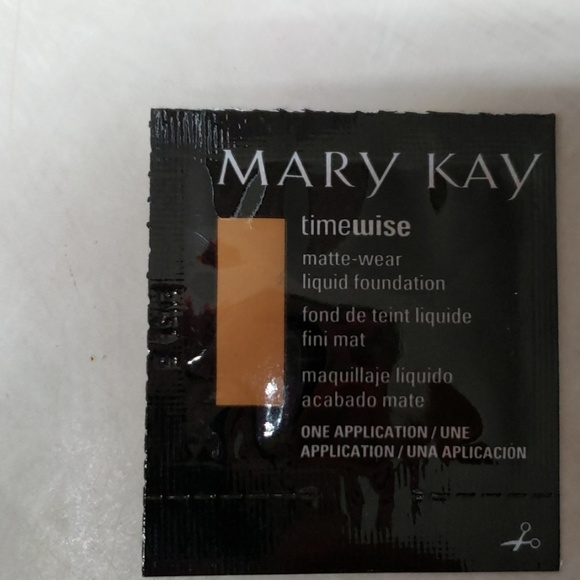 MARY KAY
timewise
matte-wear
liquid foundation
fond de teint liquide
fini mat
maquillaje líquido
acabado mate
ONE APPLICATION / UNE
APPLICATION / UNA APLICACIÓN